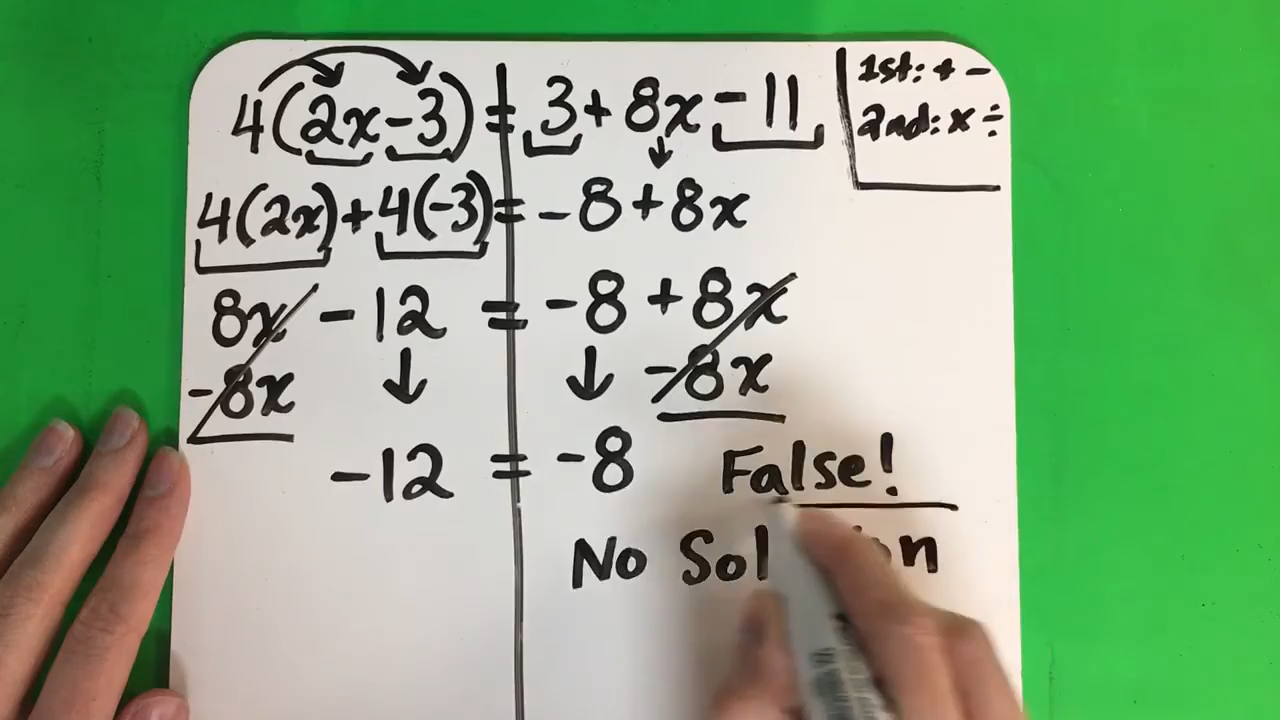 4(2x-3) = 3+8x-11
1st: + -
2nd: x ÷
4(2x)+4(-3) = -8+8x
8x -12 = -8 +8x
-8x -8x
-12 = -8 False!
No